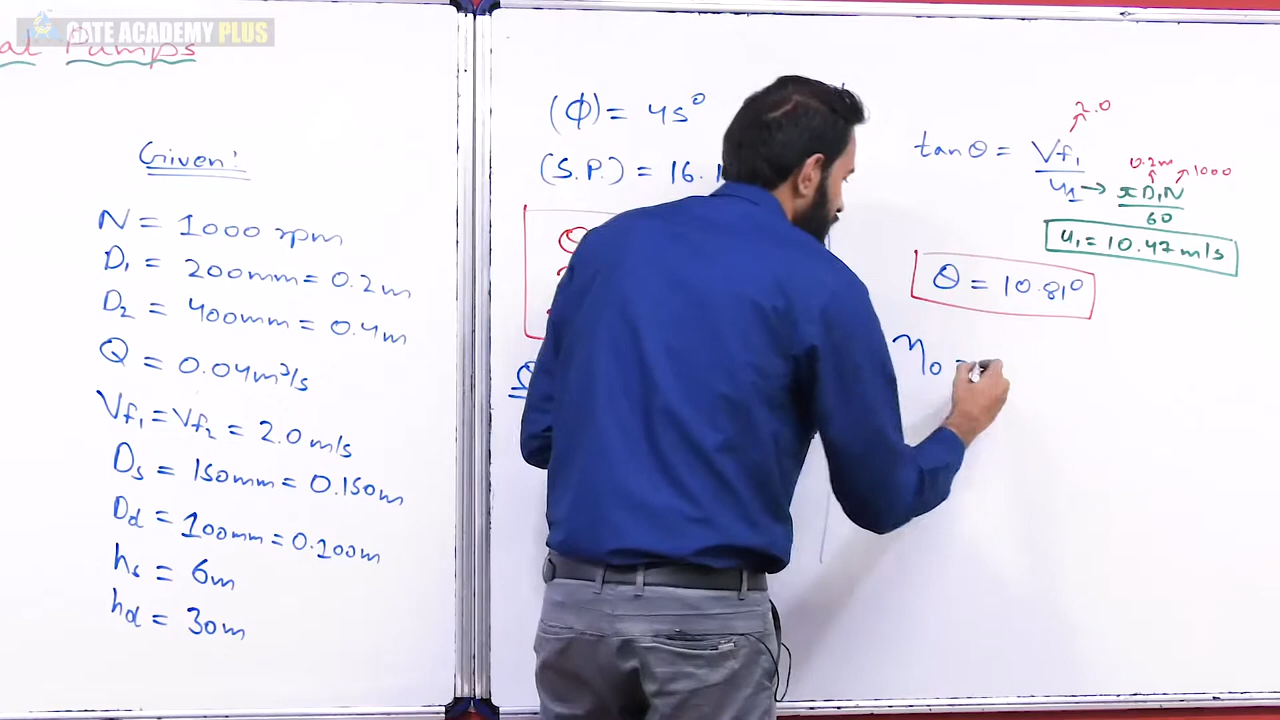 GATE ACADEMY PLUS
Pumps
Given:
N = 1000 rpm
D₁ = 200mm = 0.2m
D₂ = 400mm = 0.4m
Q = 0.04m³/s
Vf₁ = Vf₂ = 2.0 m/s
Ds = 150mm = 0.150m
Dd = 100mm = 0.100m
hs = 6m
hd = 30m
(ϕ) = 45°
(S.P.) = 16.1
tan θ = Vf₁ / u₁
2.0
→ πD₁N / 60
0.2m
1000
u₁ = 10.47 m/s
θ = 10.81°
η₀ =